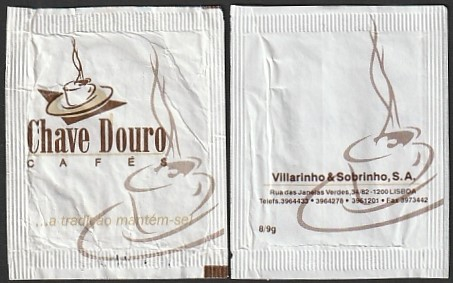 Chave Douro
CAFÉS
...a tradição mantém-se!
Villarinho & Sobrinho, S.A.
Rua das Janelas Verdes, 34/82 - 1200 LISBOA
Telefs. 3964433 • 3964278 • 3961201 • Fax 3973442
8/9g